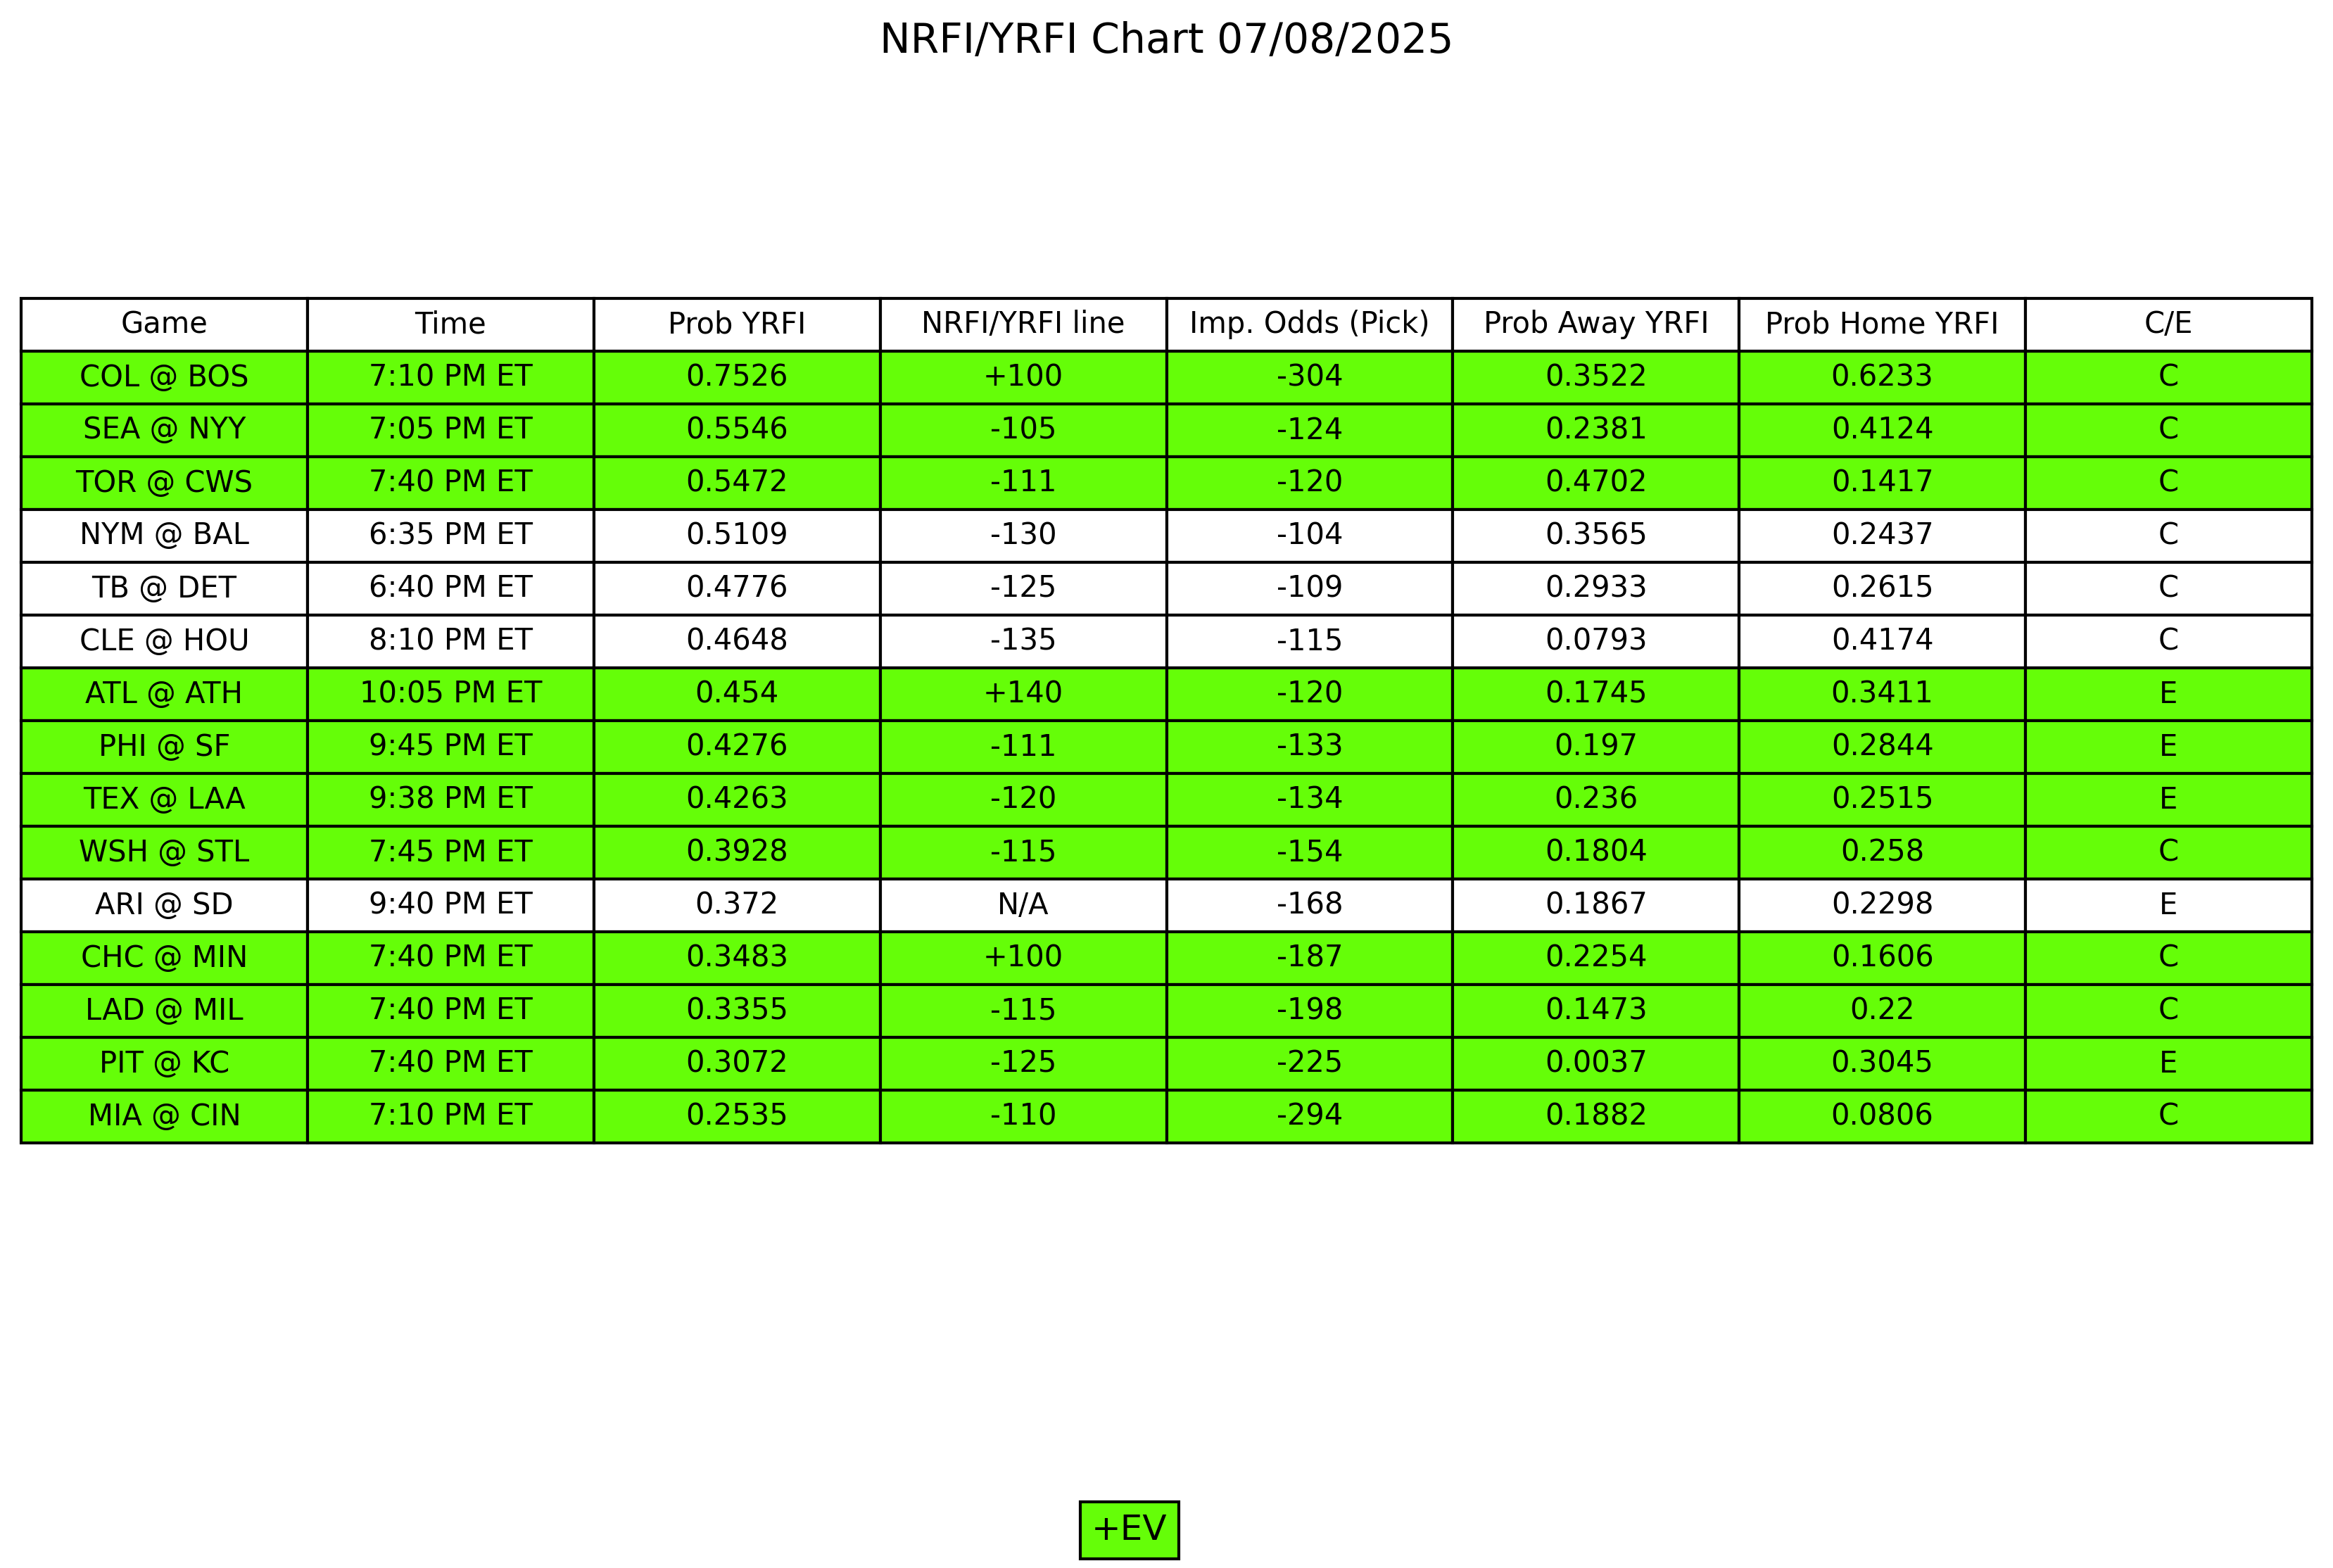 NRFI/YRFI Chart 07/08/2025
Game Time Prob YRFI NRFI/YRFI line Imp. Odds (Pick) Prob Away YRFI Prob Home YRFI C/E
COL @ BOS 7:10 PM ET 0.7526 +100 -304 0.3522 0.6233 C
SEA @ NYY 7:05 PM ET 0.5546 -105 -124 0.2381 0.4124 C
TOR @ CWS 7:40 PM ET 0.5472 -111 -120 0.4702 0.1417 C
NYM @ BAL 6:35 PM ET 0.5109 -130 -104 0.3565 0.2437 C
TB @ DET 6:40 PM ET 0.4776 -125 -109 0.2933 0.2615 C
CLE @ HOU 8:10 PM ET 0.4648 -135 -115 0.0793 0.4174 C
ATL @ ATH 10:05 PM ET 0.454 +140 -120 0.1745 0.3411 E
PHI @ SF 9:45 PM ET 0.4276 -111 -133 0.197 0.2844 E
TEX @ LAA 9:38 PM ET 0.4263 -120 -134 0.236 0.2515 E
WSH @ STL 7:45 PM ET 0.3928 -115 -154 0.1804 0.258 C
ARI @ SD 9:40 PM ET 0.372 N/A -168 0.1867 0.2298 E
CHC @ MIN 7:40 PM ET 0.3483 +100 -187 0.2254 0.1606 C
LAD @ MIL 7:40 PM ET 0.3355 -115 -198 0.1473 0.22 C
PIT @ KC 7:40 PM ET 0.3072 -125 -225 0.0037 0.3045 E
MIA @ CIN 7:10 PM ET 0.2535 -110 -294 0.1882 0.0806 C
+EV